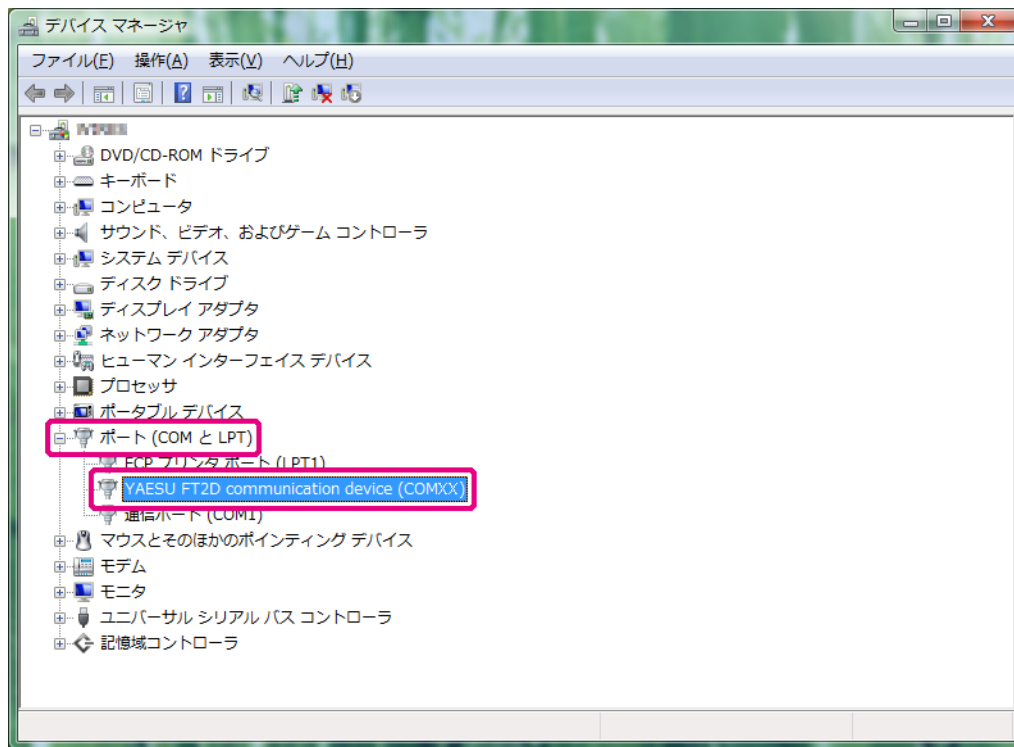 デバイス マネージャ
ファイル(F) 操作(A) 表示(V) ヘルプ(H)
DVD/CD-ROM ドライブ
キーボード
コンピュータ
サウンド、ビデオ、およびゲーム コントローラ
システム デバイス
ディスク ドライブ
ディスプレイ アダプタ
ネットワーク アダプタ
ヒューマン インターフェイス デバイス
プロセッサ
ポータブル デバイス
ポート (COM と LPT)
ECP プリンタ ポート (LPT1)
YAESU FT2D communication device (COMXX)
通信ポート (COM1)
マウスとそのほかのポインティング デバイス
モデム
モニタ
ユニバーサル シリアル バス コントローラ
記憶域コントローラ